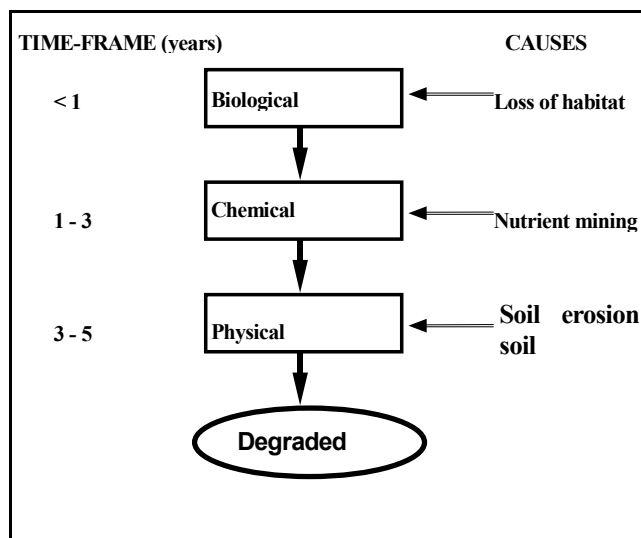 TIME-FRAME (years) CAUSES
< 1 Biological Loss of habitat
1 - 3 Chemical Nutrient mining
3 - 5 Physical Soil erosion
soil
Degraded